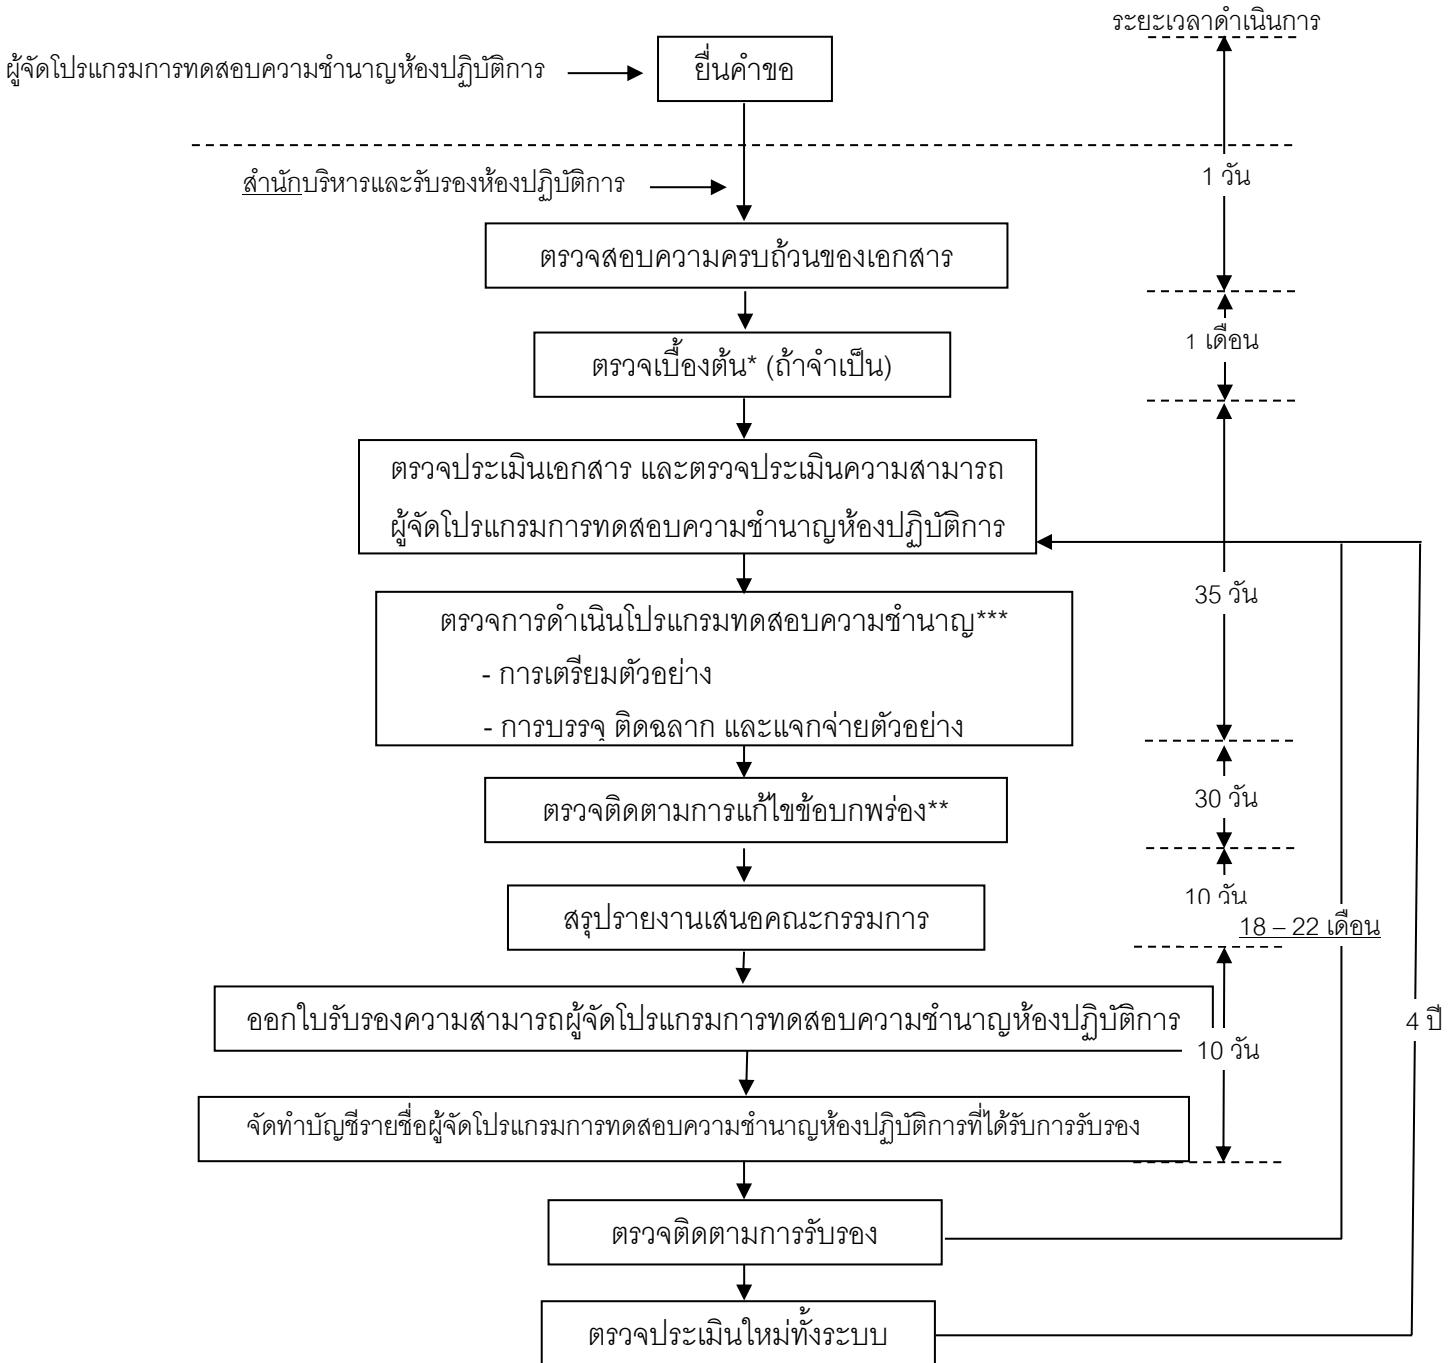 ระยะเวลาดำเนินการ
ผู้จัดโปรแกรมการทดสอบความชำนาญห้องปฏิบัติการ
ยื่นคำขอ
สำนักบริหารและรับรองห้องปฏิบัติการ
1 วัน
ตรวจสอบความครบถ้วนของเอกสาร
1 เดือน
ตรวจเบื้องต้น* (ถ้าจำเป็น)
ตรวจประเมินเอกสาร และตรวจประเมินความสามารถ
ผู้จัดโปรแกรมการทดสอบความชำนาญห้องปฏิบัติการ
35 วัน
ตรวจการดำเนินโปรแกรมทดสอบความชำนาญ***
- การเตรียมตัวอย่าง
- การบรรจุ ติดฉลาก และแจกจ่ายตัวอย่าง
30 วัน
ตรวจติดตามการแก้ไขข้อบกพร่อง**
10 วัน
สรุปรายงานเสนอคณะกรรมการ
18 – 22 เดือน
ออกใบรับรองความสามารถผู้จัดโปรแกรมการทดสอบความชำนาญห้องปฏิบัติการ
4 ปี
10 วัน
จัดทำบัญชีรายชื่อผู้จัดโปรแกรมการทดสอบความชำนาญห้องปฏิบัติการที่ได้รับการรับรอง
ตรวจติดตามการรับรอง
ตรวจประเมินใหม่ทั้งระบบ